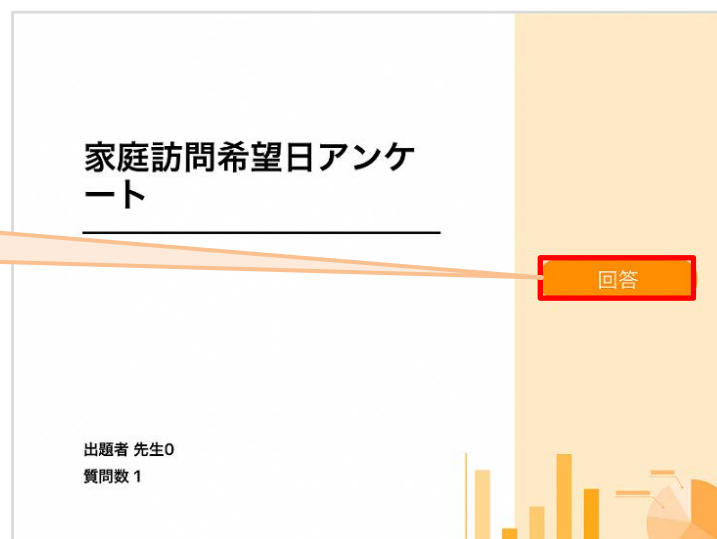 家庭訪問希望日アンケ
ート
回答
出題者 先生0
質問数 1